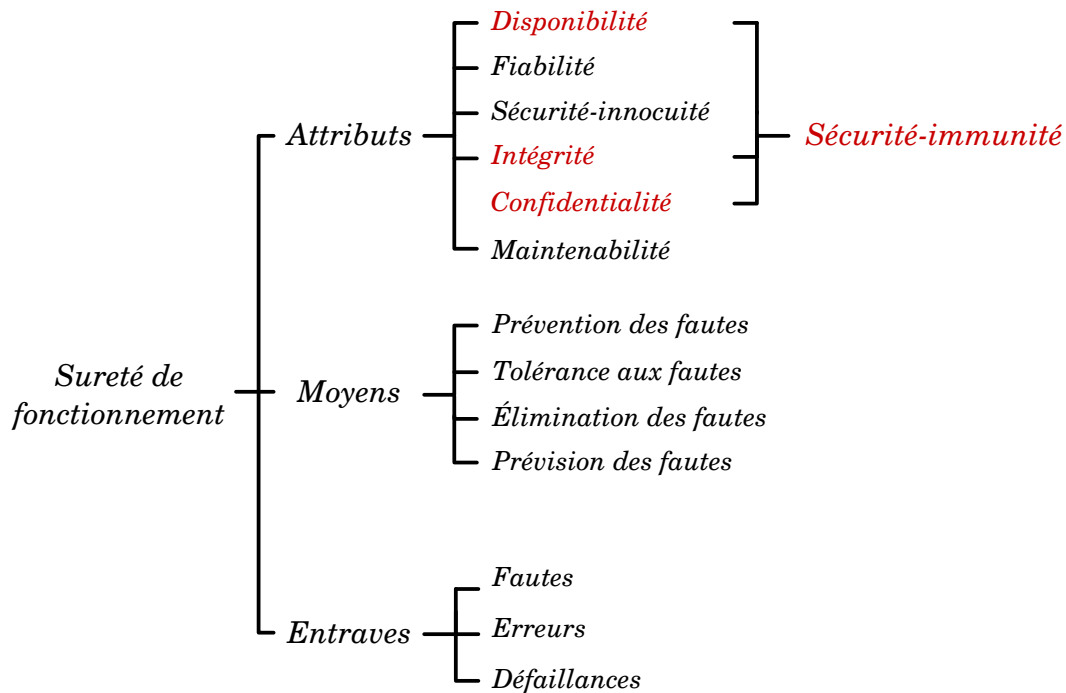 Sureté de
fonctionnement
Attributs
Disponibilité
Fiabilité
Sécurité-innocuité
Intégrité
Confidentialité
Maintenabilité
Sécurité-immunité
Moyens
Prévention des fautes
Tolérance aux fautes
Élimination des fautes
Prévision des fautes
Entraves
Fautes
Erreurs
Défaillances